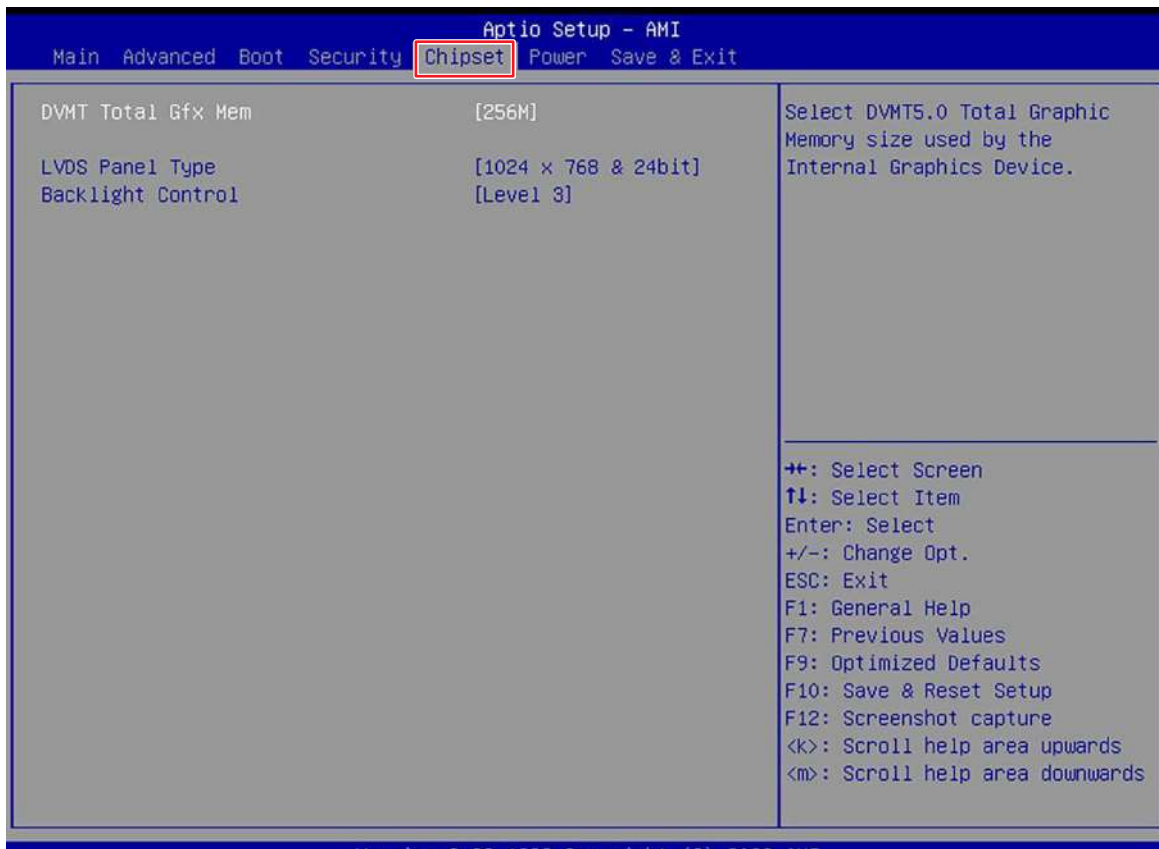 Aptio Setup - AMI
Main Advanced Boot Security Chipset Power Save & Exit
DVMT Total Gfx Mem [256M]
LVDS Panel Type [1024 x 768 & 24bit]
Backlight Control [Level 3]
Select DVMT5.0 Total Graphic
Memory size used by the
Internal Graphics Device.
→←: Select Screen
↑↓: Select Item
Enter: Select
+/-: Change Opt.
ESC: Exit
F1: General Help
F7: Previous Values
F9: Optimized Defaults
F10: Save & Reset Setup
F12: Screenshot capture
<k>: Scroll help area upwards
<m>: Scroll help area downwards